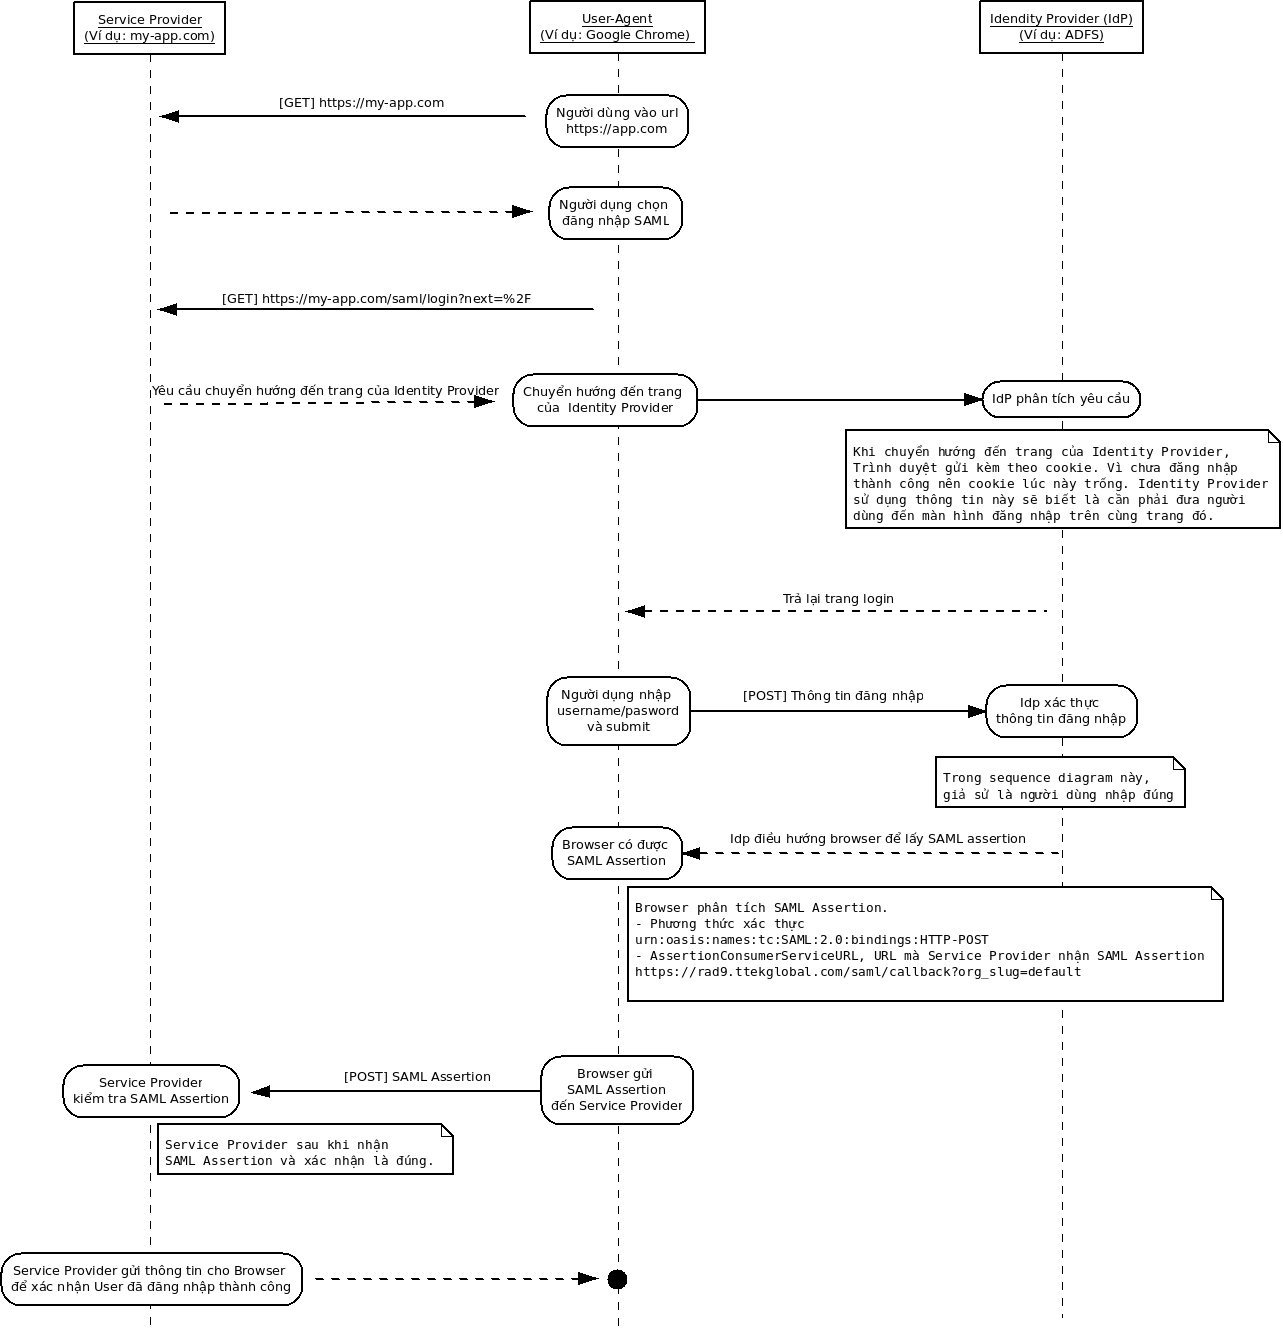 Service Provider
(Ví dụ: my-app.com)
User-Agent
(Ví dụ: Google Chrome)
Idendity Provider (IdP)
(Ví dụ: ADFS)
[GET] https://my-app.com
Người dùng vào url
https://app.com
Người dụng chọn
đăng nhập SAML
[GET] https://my-app.com/saml/login?next=%2F
Yêu cầu chuyển hướng đến trang của Identity Provider
Chuyển hướng đến trang
của Identity Provider
IdP phân tích yêu cầu
Khi chuyển hướng đến trang của Identity Provider,
Trình duyệt gửi kèm theo cookie. Vì chưa đăng nhập
thành công nên cookie lúc này trống. Identity Provider
sử dụng thông tin này sẽ biết là cần phải đưa người
dùng đến màn hình đăng nhập trên cùng trang đó.
Trả lại trang login
Người dụng nhập
username/pasword
và submit
[POST] Thông tin đăng nhập
Idp xác thực
thông tin đăng nhập
Trong sequence diagram này,
giả sử là người dùng nhập đúng
Idp điều hướng browser để lấy SAML assertion
Browser có được
SAML Assertion
Browser phân tích SAML Assertion.
- Phương thức xác thực
urn:oasis:names:tc:SAML:2.0:bindings:HTTP-POST
- AssertionConsumerServiceURL, URL mà Service Provider nhận SAML Assertion
https://rad9.ttekglobal.com/saml/callback?org_slug=default
Service Provider
kiểm tra SAML Assertion
[POST] SAML Assertion
Browser gửi
SAML Assertion
đến Service Provider
Service Provider sau khi nhận
SAML Assertion và xác nhận là đúng.
Service Provider gửi thông tin cho Browser
để xác nhận User đã đăng nhập thành công